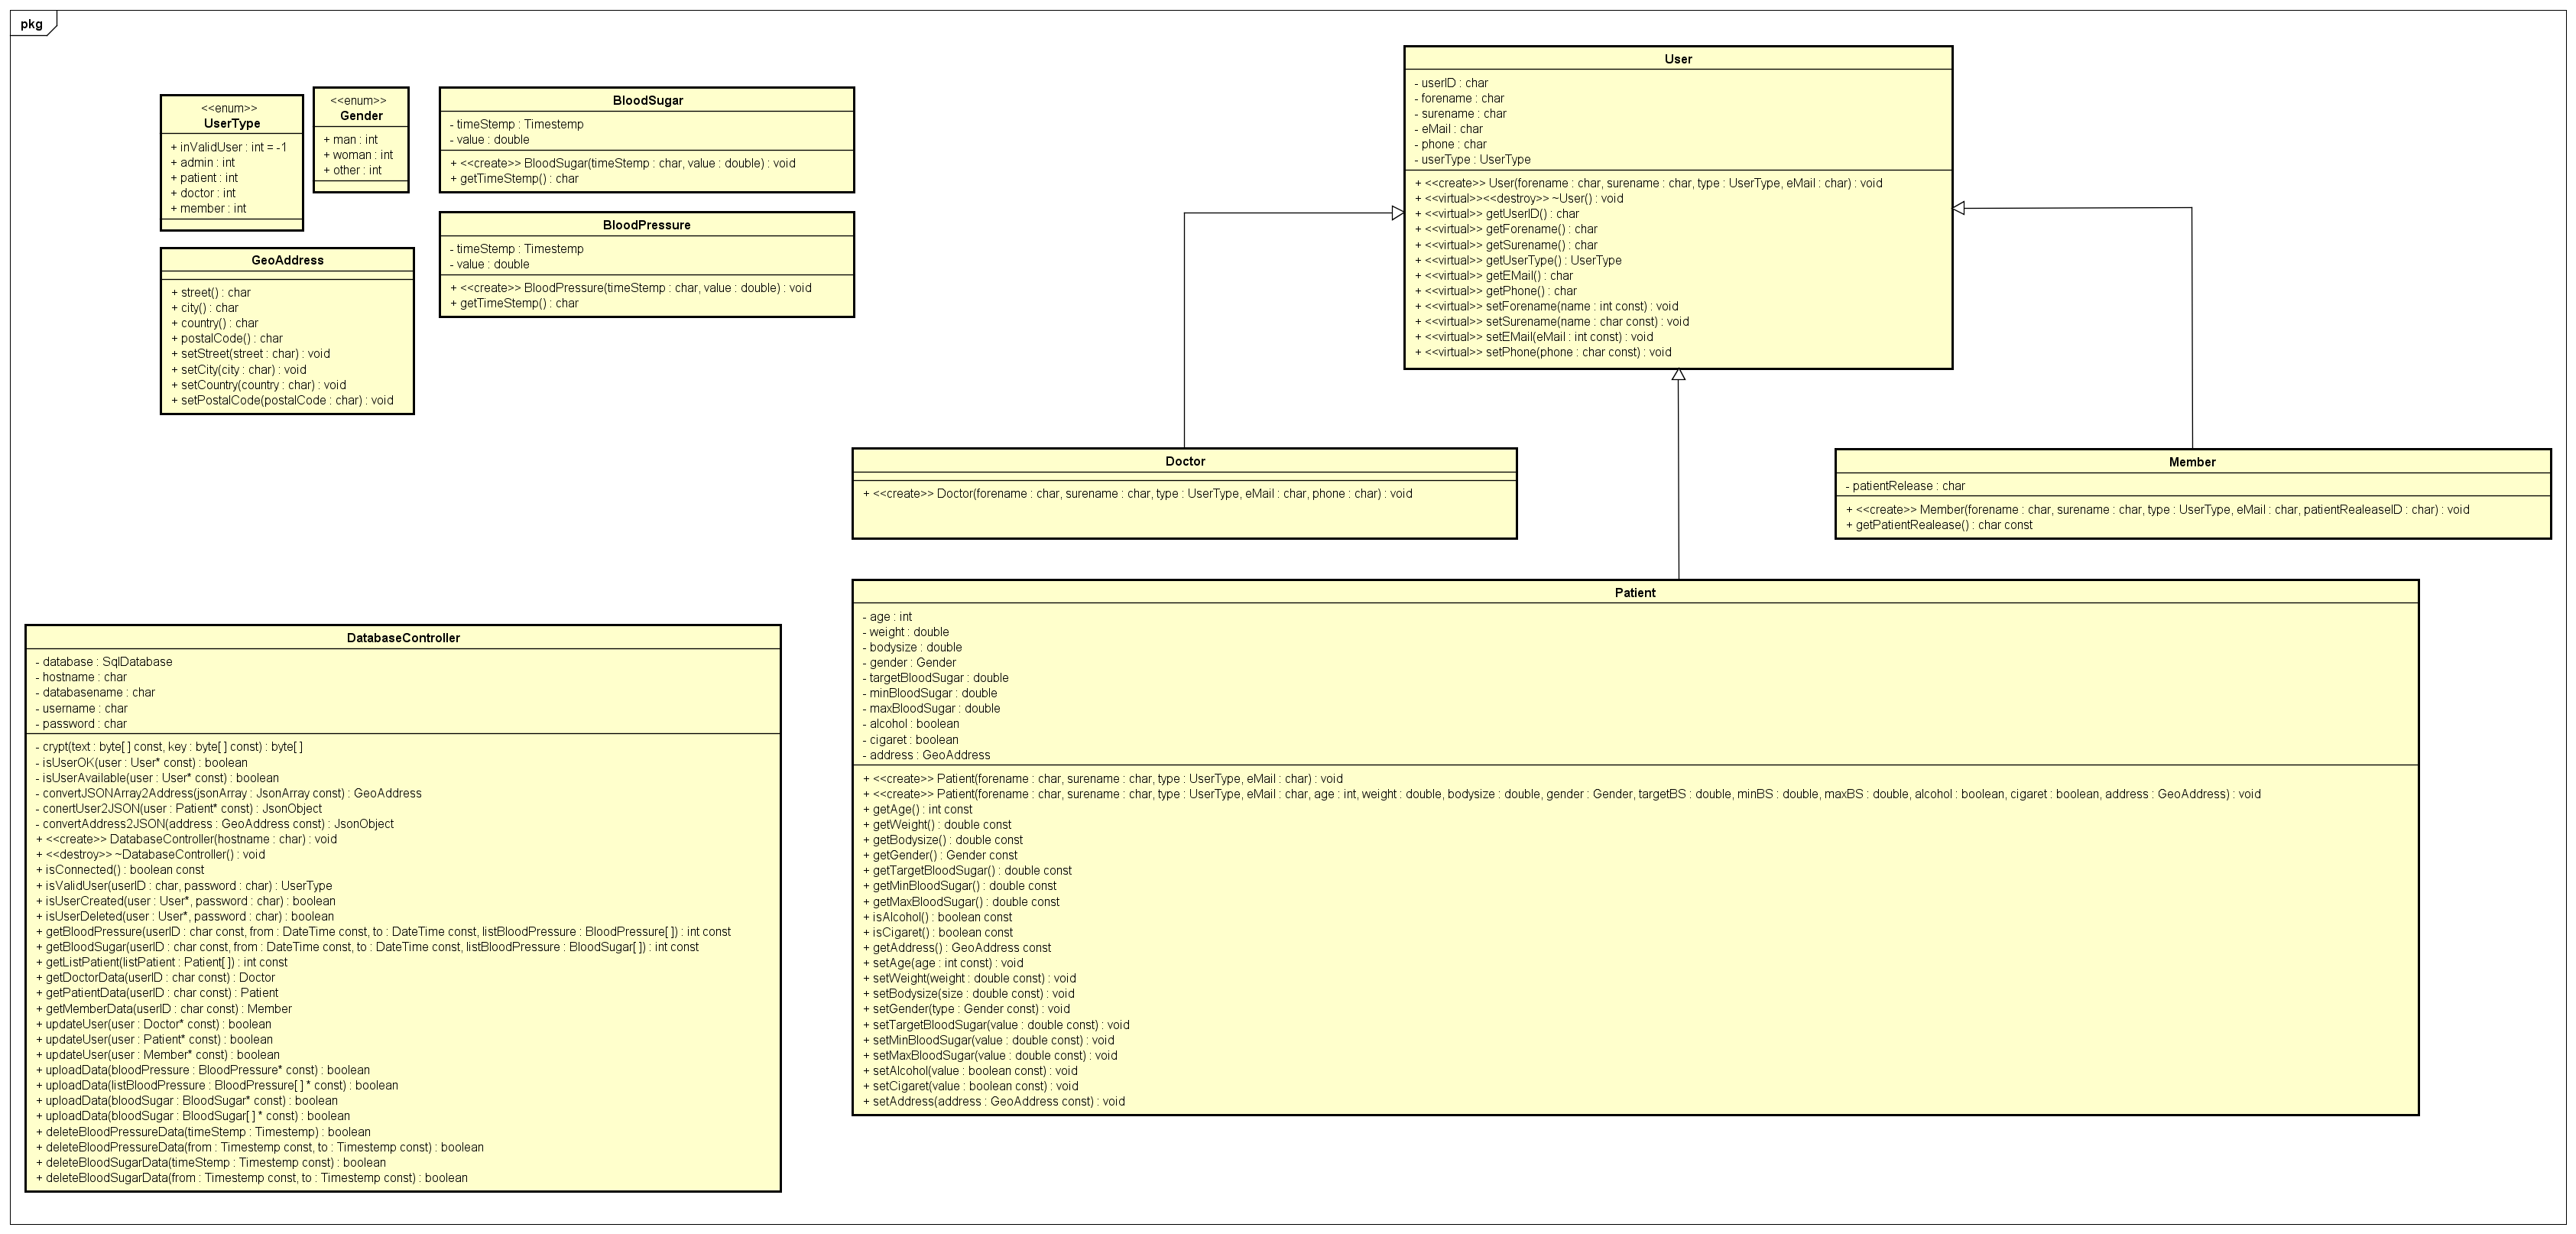 pkg
<<enum>>
UserType
+ inValidUser : int = -1
+ admin : int
+ patient : int
+ doctor : int
+ member : int
<<enum>>
Gender
+ man : int
+ woman : int
+ other : int
BloodSugar
- timeStemp : Timestemp
- value : double
+ <<create>> BloodSugar(timeStemp : char, value : double) : void
+ getTimeStemp() : char
BloodPressure
- timeStemp : Timestemp
- value : double
+ <<create>> BloodPressure(timeStemp : char, value : double) : void
+ getTimeStemp() : char
GeoAddress
+ street() : char
+ city() : char
+ country() : char
+ postalCode() : char
+ setStreet(street : char) : void
+ setCity(city : char) : void
+ setCountry(country : char) : void
+ setPostalCode(postalCode : char) : void
User
- userID : char
- forename : char
- surename : char
- eMail : char
- phone : char
- userType : UserType
+ <<create>> User(forename : char, surename : char, type : UserType, eMail : char) : void
+ <<virtual>><<destroy>> ~User() : void
+ <<virtual>> getUserID() : char
+ <<virtual>> getForename() : char
+ <<virtual>> getSurename() : char
+ <<virtual>> getUserType() : UserType
+ <<virtual>> getEMail() : char
+ <<virtual>> getPhone() : char
+ <<virtual>> setForename(name : int const) : void
+ <<virtual>> setSurename(name : char const) : void
+ <<virtual>> setEMail(eMail : int const) : void
+ <<virtual>> setPhone(phone : char const) : void
Doctor
+ <<create>> Doctor(forename : char, surename : char, type : UserType, eMail : char, phone : char) : void
Member
- patientRelease : char
+ <<create>> Member(forename : char, surename : char, type : UserType, eMail : char, patientRealeaseID : char) : void
+ getPatientRealease() : char const
Patient
- age : int
- weight : double
- bodysize : double
- gender : Gender
- targetBloodSugar : double
- minBloodSugar : double
- maxBloodSugar : double
- alcohol : boolean
- cigaret : boolean
- address : GeoAddress
+ <<create>> Patient(forename : char, surename : char, type : UserType, eMail : char) : void
+ <<create>> Patient(forename : char, surename : char, type : UserType, eMail : char, age : int, weight : double, bodysize : double, gender : Gender, targetBS : double, minBS : double, maxBS : double, alcohol : boolean, cigaret : boolean, address : GeoAddress) : void
+ getAge() : int const
+ getWeight() : double const
+ getBodysize() : double const
+ getGender() : Gender const
+ getTargetBloodSugar() : double const
+ getMinBloodSugar() : double const
+ getMaxBloodSugar() : double const
+ isAlcohol() : boolean const
+ isCigaret() : boolean const
+ getAddress() : GeoAddress const
+ setAge(age : int const) : void
+ setWeight(weight : double const) : void
+ setBodysize(size : double const) : void
+ setGender(type : Gender const) : void
+ setTargetBloodSugar(value : double const) : void
+ setMinBloodSugar(value : double const) : void
+ setMaxBloodSugar(value : double const) : void
+ setAlcohol(value : boolean const) : void
+ setCigaret(value : boolean const) : void
+ setAddress(address : GeoAddress const) : void
DatabaseController
- database : SqlDatabase
- hostname : char
- databasename : char
- username : char
- password : char
- crypt(text : byte[ ] const, key : byte[ ] const) : byte[ ]
- isUserOK(user : User* const) : boolean
- isUserAvailable(user : User* const) : boolean
- convertJSONArray2Address(jsonArray : JsonArray const) : GeoAddress
- conertUser2JSON(user : Patient* const) : JsonObject
- convertAddress2JSON(address : GeoAddress const) : JsonObject
+ <<create>> DatabaseController(hostname : char) : void
+ <<destroy>> ~DatabaseController() : void
+ isConnected() : boolean const
+ isValidUser(userID : char, password : char) : UserType
+ isUserCreated(user : User*, password : char) : boolean
+ isUserDeleted(user : User*, password : char) : boolean
+ getBloodPressure(userID : char const, from : DateTime const, to : DateTime const, listBloodPressure : BloodPressure[ ]) : int const
+ getBloodSugar(userID : char const, from : DateTime const, to : DateTime const, listBloodPressure : BloodSugar[ ]) : int const
+ getListPatient(listPatient : Patient[ ]) : int const
+ getDoctorData(userID : char const) : Doctor
+ getPatientData(userID : char const) : Patient
+ getMemberData(userID : char const) : Member
+ updateUser(user : Doctor* const) : boolean
+ updateUser(user : Patient* const) : boolean
+ updateUser(user : Member* const) : boolean
+ uploadData(bloodPressure : BloodPressure* const) : boolean
+ uploadData(listBloodPressure : BloodPressure[ ] * const) : boolean
+ uploadData(bloodSugar : BloodSugar* const) : boolean
+ uploadData(bloodSugar : BloodSugar[ ] * const) : boolean
+ deleteBloodPressureData(timeStemp : Timestemp) : boolean
+ deleteBloodPressureData(from : Timestemp const, to : Timestemp const) : boolean
+ deleteBloodSugarData(timeStemp : Timestemp const) : boolean
+ deleteBloodSugarData(from : Timestemp const, to : Timestemp const) : boolean